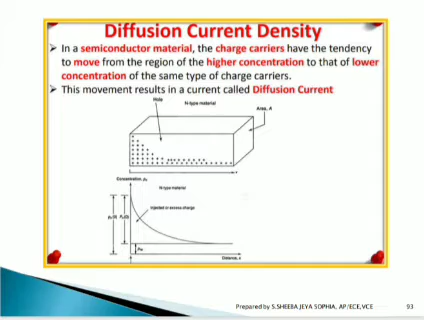 Diffusion Current Density
In a semiconductor material, the charge carriers have the tendency
to move from the region of the higher concentration to that of lower
concentration of the same type of charge carriers.
This movement results in a current called Diffusion Current
Hole
N-type material
Area, A
Concentration,
N-type material
Injected or excess charge
Distance, x
Prepared by S.SHEEBA JEYA SOPHIA, AP/ECE,VCE
93